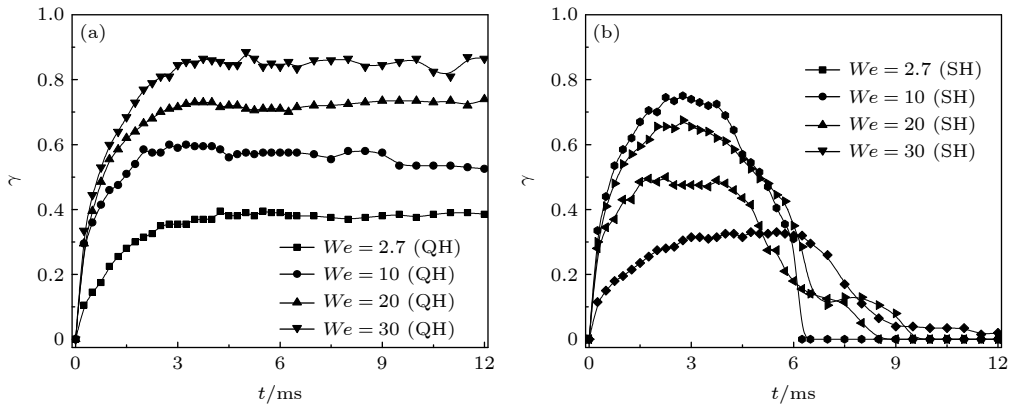 (a)
γ
1.0
0.8
0.6
0.4
0.2
0
0 3 6 9 12
t/ms
We = 2.7 (QH)
We = 10 (QH)
We = 20 (QH)
We = 30 (QH)
(b)
γ
1.0
0.8
0.6
0.4
0.2
0
0 3 6 9 12
t/ms
We = 2.7 (SH)
We = 10 (SH)
We = 20 (SH)
We = 30 (SH)